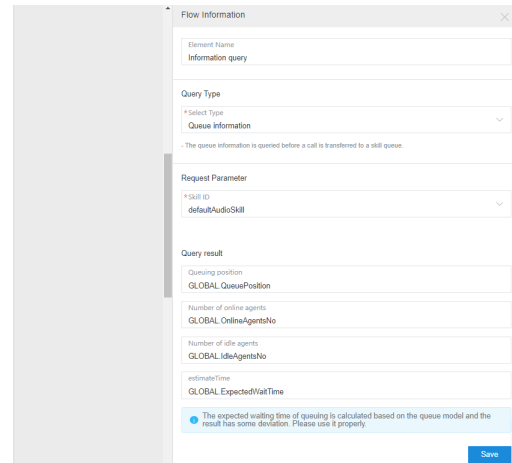 Flow Information
Element Name
Information query
Query Type
*Select Type
Queue information
- The queue information is queried before a call is transferred to a skill queue.
Request Parameter
*Skill ID
defaultAudioSkill
Query result
Queuing position
GLOBAL.QueuePosition
Number of online agents
GLOBAL.OnlineAgentsNo
Number of idle agents
GLOBAL.IdleAgentsNo
estimateTime
GLOBAL.ExpectedWaitTime
The expected waiting time of queuing is calculated based on the queue model and the
result has some deviation. Please use it properly.
Save